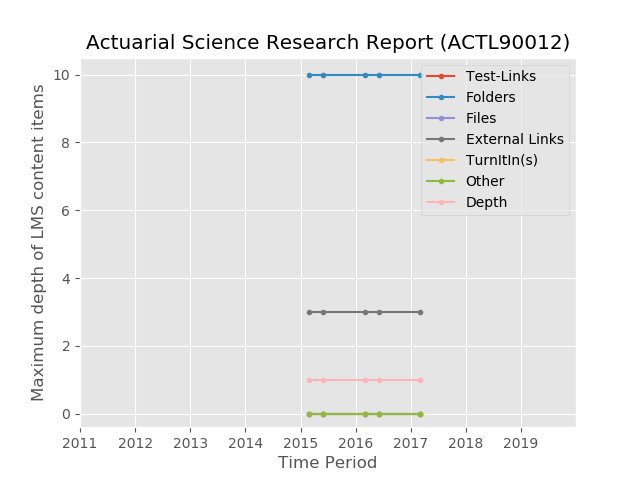 Actuarial Science Research Report (ACTL90012)
Maximum depth of LMS content items
10
8
6
4
2
0
Test-Links
Folders
Files
External Links
TurnItIn(s)
Other
Depth
2011 2012 2013 2014 2015 2016 2017 2018 2019
Time Period